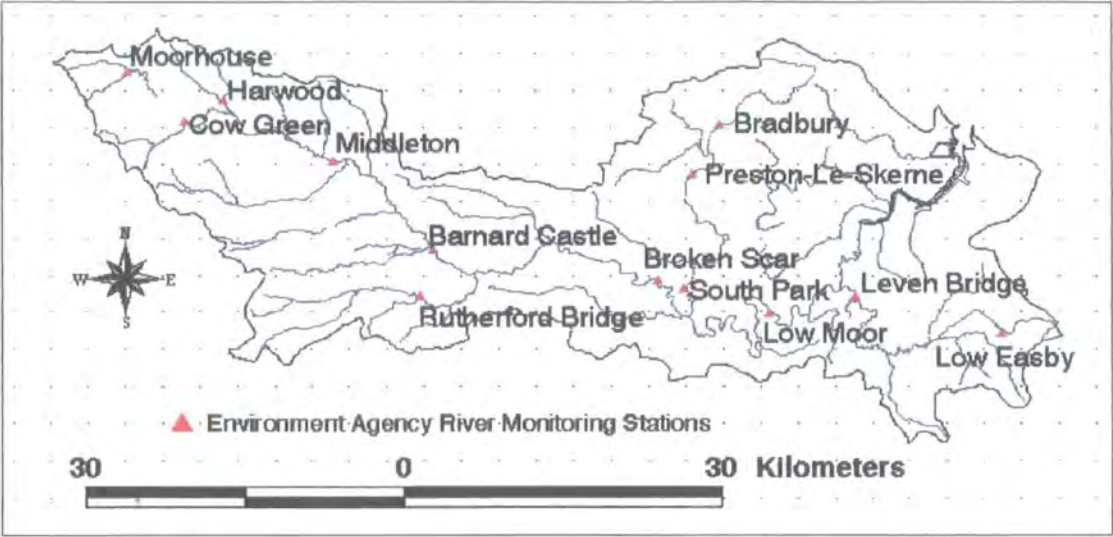 Moorhouse
Harwood
Cow Green
Middleton
Bradbury
Preston-Le-Skerne
Barnard Castle
Broken Scar
South Park
Leven Bridge
Rutherford Bridge
Low Moor
Low Easby
N
W E
S
Environment Agency River Monitoring Stations
30 0 30 Kilometers